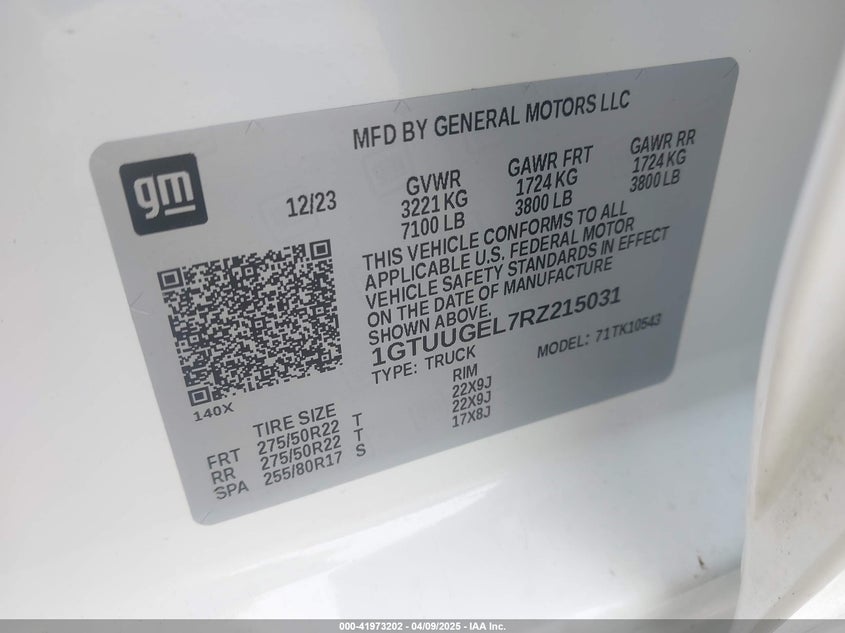 MFD BY GENERAL MOTORS LLC
gm
12/23
GVWR
3221 KG
7100 LB
GAWR FRT
1724 KG
3800 LB
GAWR RR
1724 KG
3800 LB
THIS VEHICLE CONFORMS TO ALL
APPLICABLE U.S. FEDERAL MOTOR
VEHICLE SAFETY STANDARDS IN EFFECT
ON THE DATE OF MANUFACTURE
SHOWN ABOVE.
1GTUUGEL7RZ215031
TYPE: TRUCK
MODEL: 71TK10543
140X
TIRE SIZE RIM
FRT 275/50R22 T 22X9J
RR 275/50R22 T 22X9J
SPA 255/80R17 S 17X8J
000-41973202 - 04/09/2025 - IAA Inc.